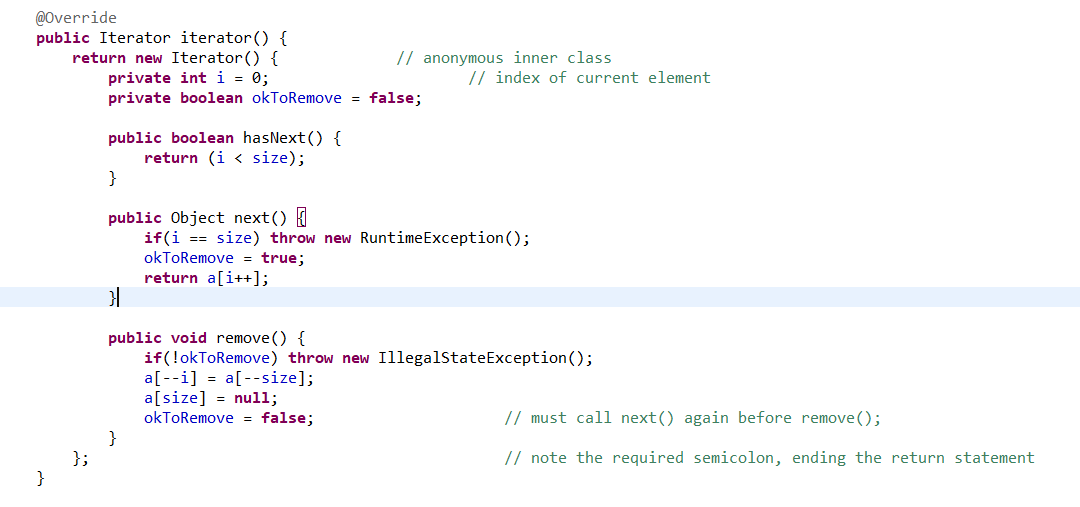 @Override
public Iterator iterator() {
return new Iterator() { // anonymous inner class
private int i = 0; // index of current element
private boolean okToRemove = false;
public boolean hasNext() {
return (i < size);
}
public Object next() {
if(i == size) throw new RuntimeException();
okToRemove = true;
return a[i++];
}
public void remove() {
if(!okToRemove) throw new IllegalStateException();
a[--i] = a[--size];
a[size] = null;
okToRemove = false; // must call next() again before remove();
}
}; // note the required semicolon, ending the return statement
}